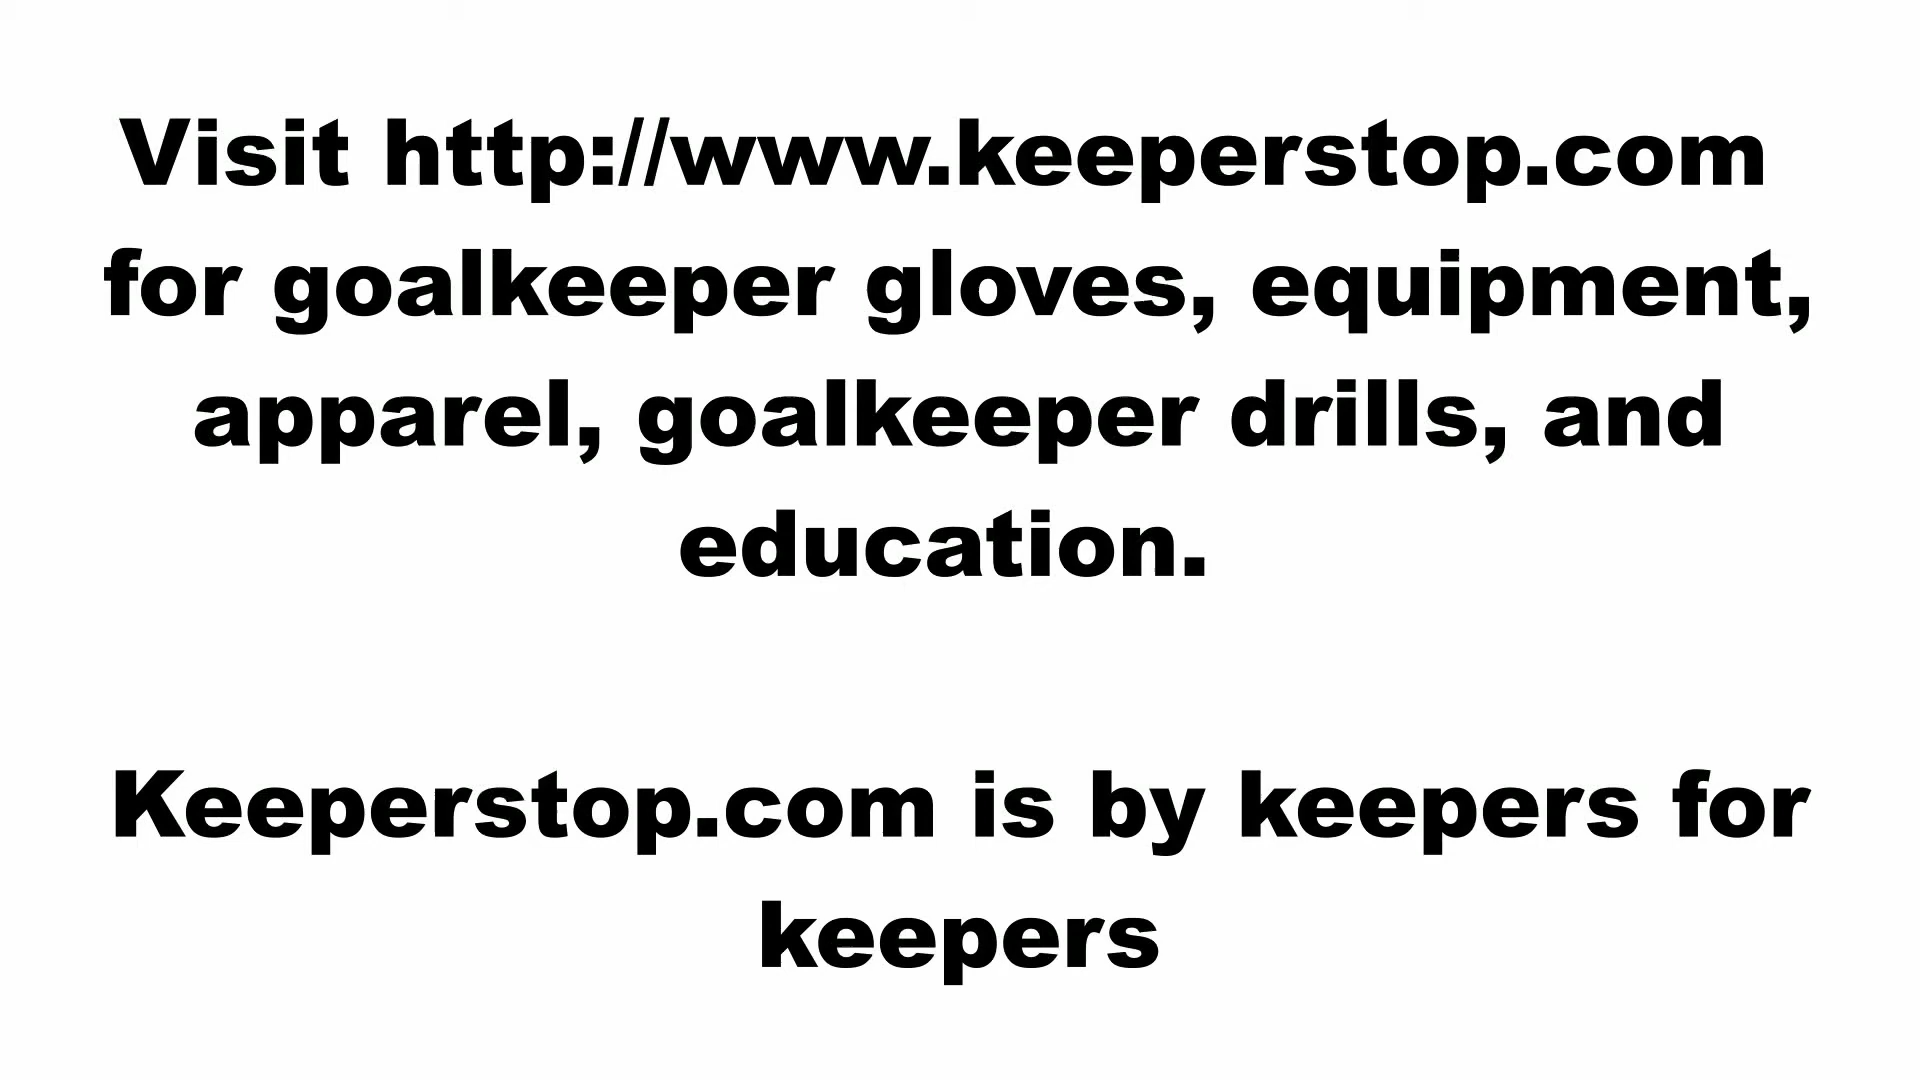 Visit http://www.keeperstop.com
for goalkeeper gloves, equipment,
apparel, goalkeeper drills, and
education.
Keeperstop.com is by keepers for
keepers